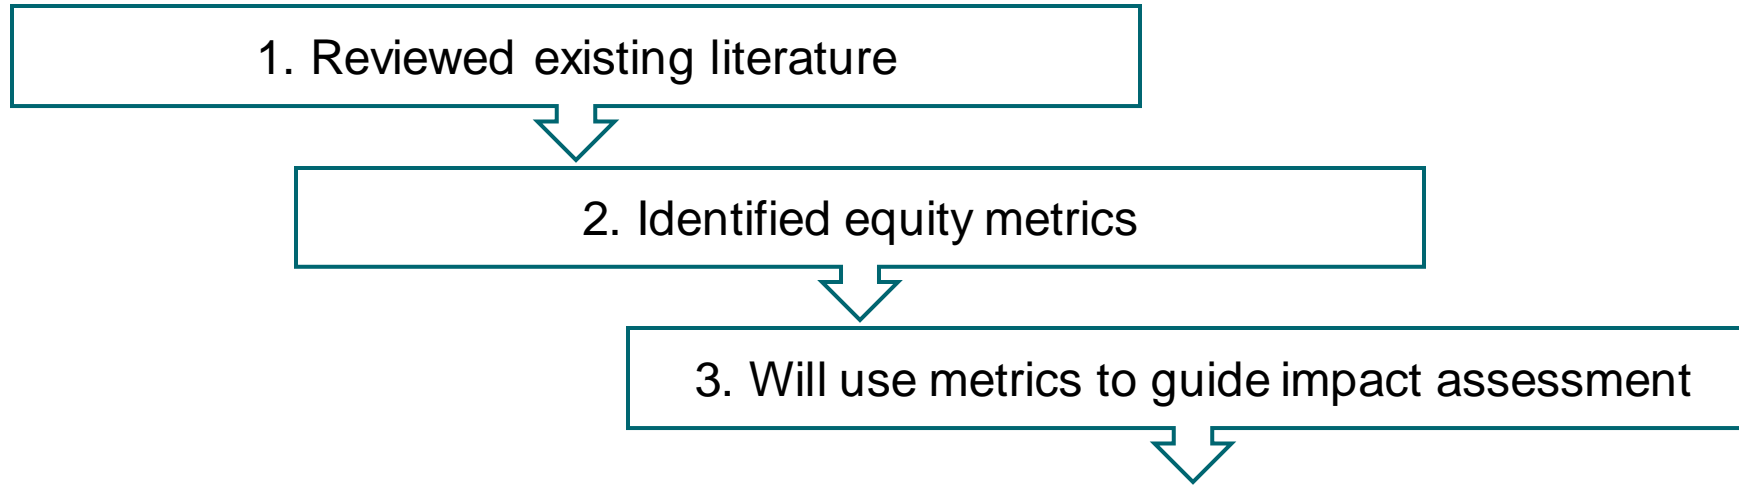 1. Reviewed existing literature
2. Identified equity metrics
3. Will use metrics to guide impact assessment